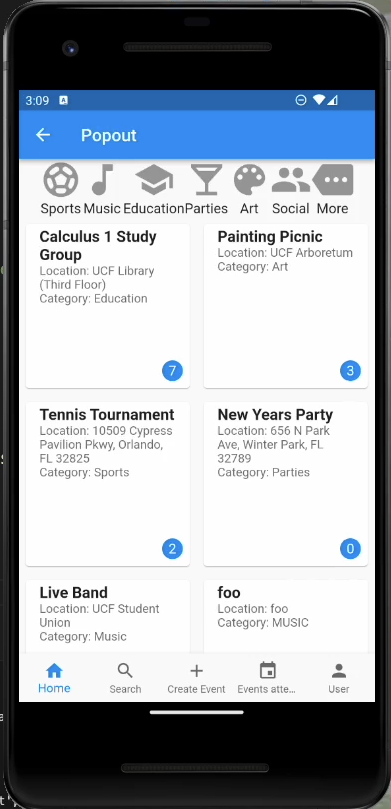 3:09
Popout
Sports Music Education Parties Art Social More
Calculus 1 Study
Group
Location: UCF Library
(Third Floor)
Category: Education
7
Painting Picnic
Location: UCF Arboretum
Category: Art
3
Tennis Tournament
Location: 10509 Cypress
Pavilion Pkwy, Orlando,
FL 32825
Category: Sports
2
New Years Party
Location: 656 N Park
Ave, Winter Park, FL
32789
Category: Parties
0
Live Band
Location: UCF Student
Union
Category: Music
foo
Location: foo
Category: MUSIC
Home Search Create Event Events atte... User